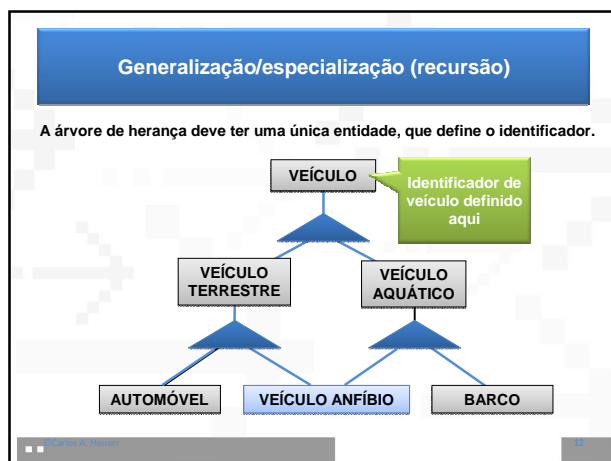 Generalização/especialização (recursão)
A árvore de herança deve ter uma única entidade, que define o identificador.
VEÍCULO
Identificador de
veículo definido
aqui
VEÍCULO
TERRESTRE
VEÍCULO
AQUÁTICO
AUTOMÓVEL
VEÍCULO ANFÍBIO
BARCO
©Carlos A. Heuser
12